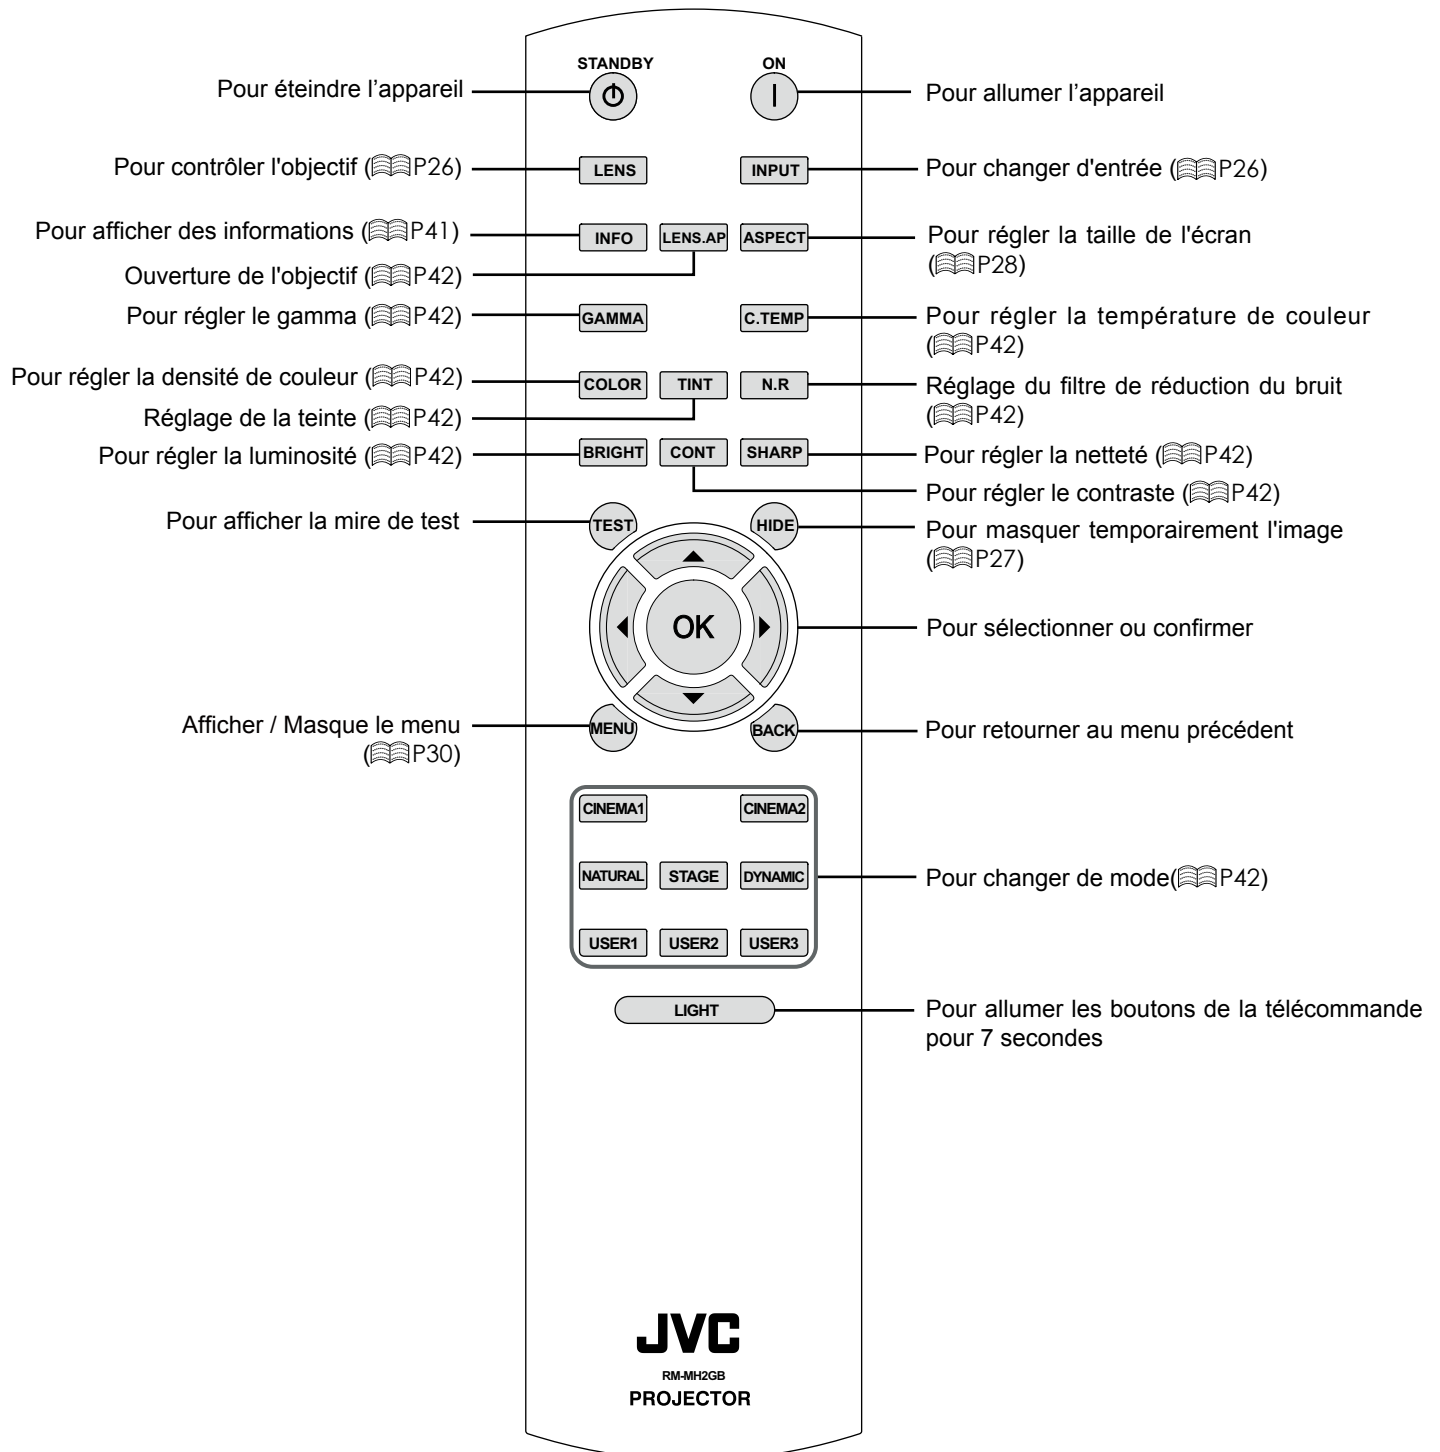 STANDBY
ON
Pour éteindre l’appareil
Pour allumer l’appareil
Pour contrôler l'objectif (P26)
LENS
INPUT
Pour changer d'entrée (P26)
Pour afficher des informations (P41)
INFO
LENS.AP
ASPECT
Pour régler la taille de l'écran
(P28)
Ouverture de l'objectif (P42)
Pour régler le gamma (P42)
GAMMA
C.TEMP
Pour régler la température de couleur
(P42)
Pour régler la densité de couleur (P42)
COLOR
TINT
N.R
Réglage du filtre de réduction du bruit
(P42)
Réglage de la teinte (P42)
Pour régler la luminosité (P42)
BRIGHT
CONT
SHARP
Pour régler la netteté (P42)
Pour régler le contraste (P42)
Pour afficher la mire de test
TEST
HIDE
Pour masquer temporairement l'image
(P27)
OK
Pour sélectionner ou confirmer
Afficher / Masque le menu
(P30)
MENU
BACK
Pour retourner au menu précédent
CINEMA1
CINEMA2
NATURAL
STAGE
DYNAMIC
Pour changer de mode(P42)
USER1
USER2
USER3
LIGHT
Pour allumer les boutons de la télécommande
pour 7 secondes
JVC
RM-MH2GB
PROJECTOR